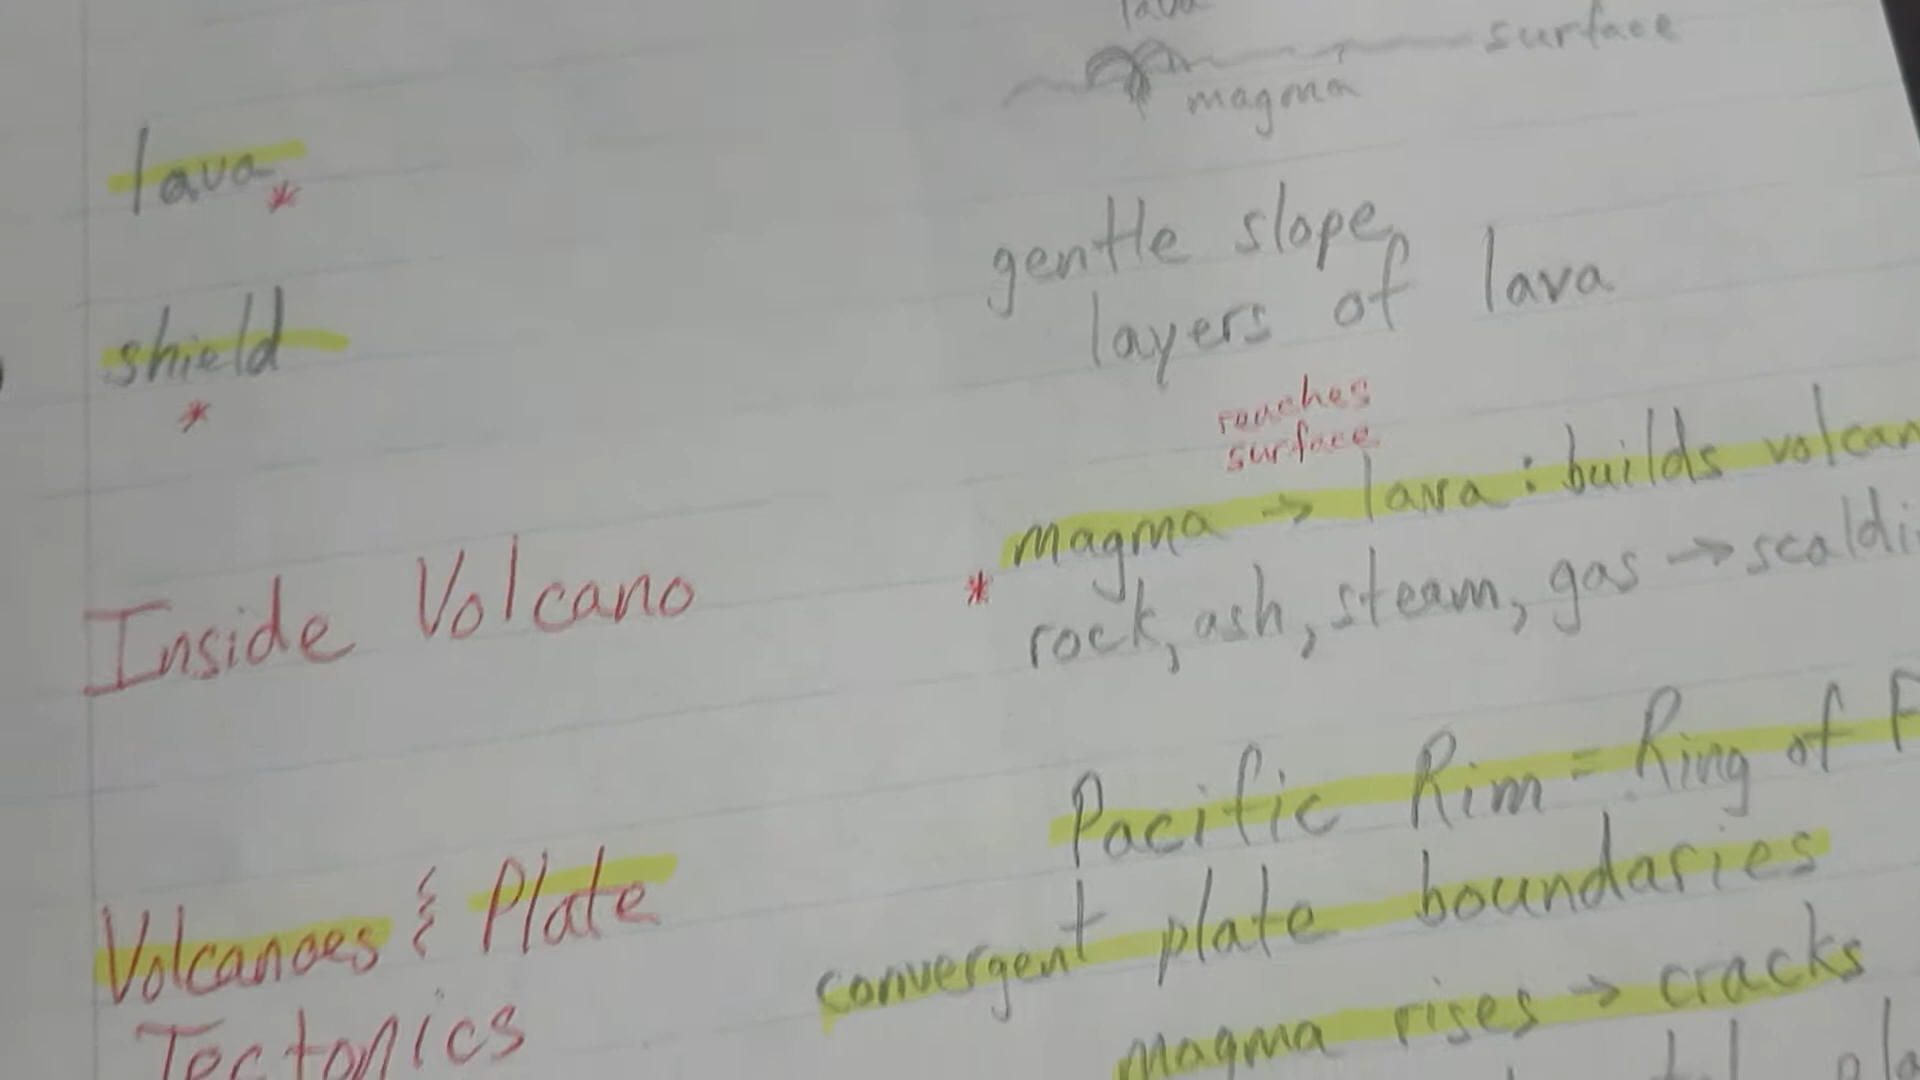 lava
surface
magma
lava *
gentle slope
layers of lava
shield
*
reaches
surface
magma → lava : builds
* rock, ash, steam, gas →
Inside Volcano
Pacific Rim = Ring of
convergent plate boundaries
magma rises → cracks
Volcanoes & Plate
Tectonics